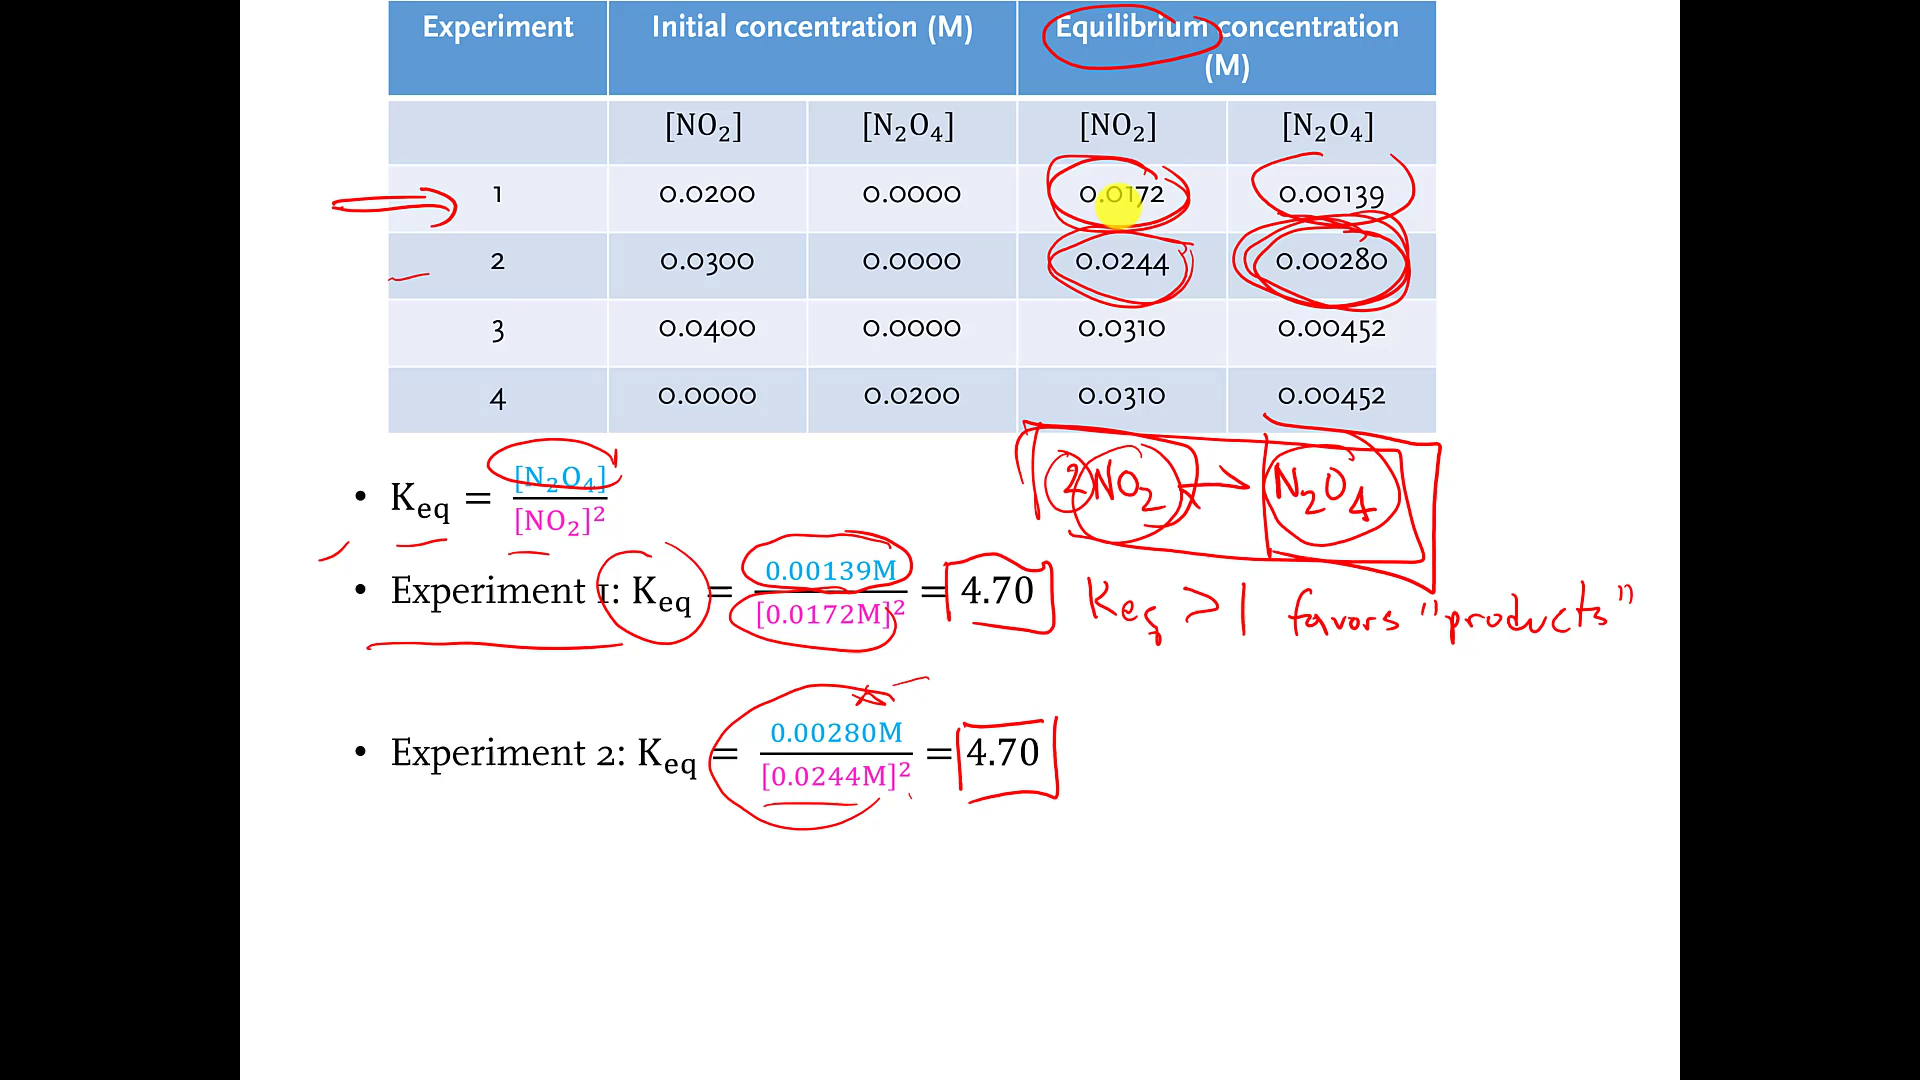 Experiment Initial concentration (M) Equilibrium concentration (M)
[NO₂] [N₂O₄] [NO₂] [N₂O₄]
1 0.0200 0.0000 0.0172 0.00139
2 0.0300 0.0000 0.0244 0.00280
3 0.0400 0.0000 0.0310 0.00452
4 0.0000 0.0200 0.0310 0.00452
• K_eq = [N₂O₄] / [NO₂]²
2NO₂ → N₂O₄
• Experiment 1: K_eq = 0.00139M / [0.0172M]² = 4.70
Keq > 1 favors "products"
• Experiment 2: K_eq = 0.00280M / [0.0244M]² = 4.70